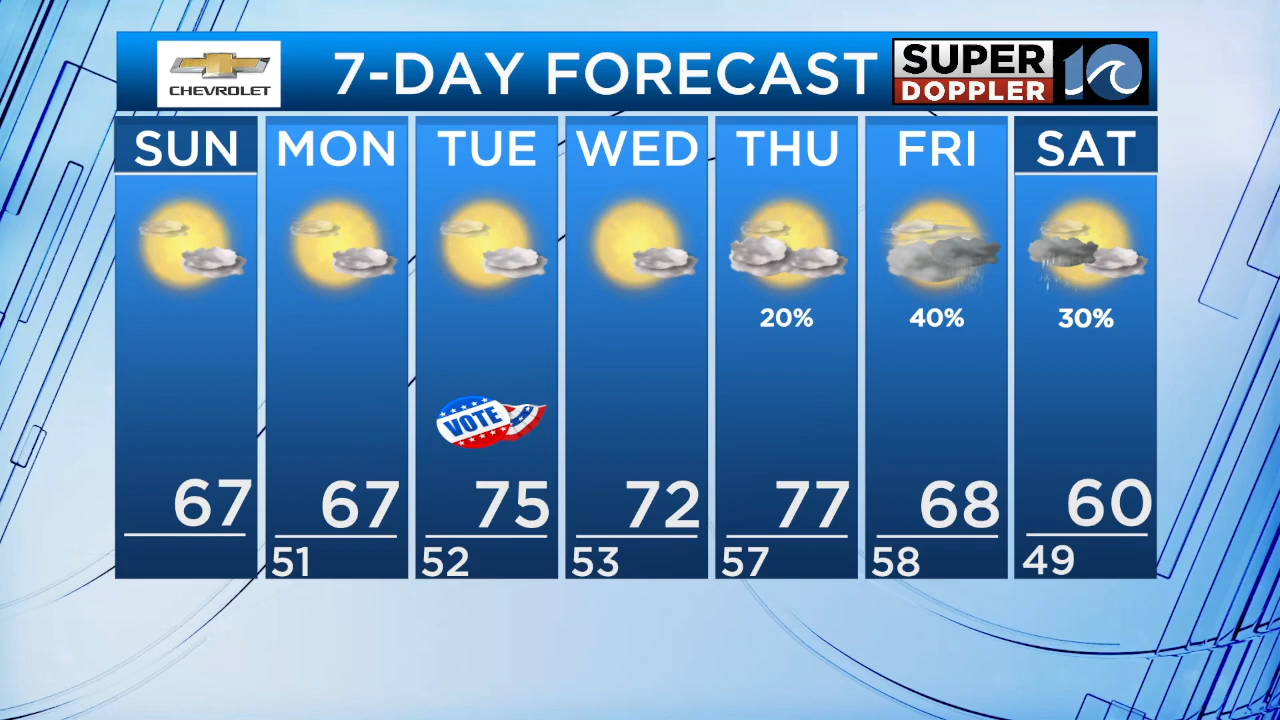 CHEVROLET
7-DAY FORECAST
SUPER
DOPPLER
10
SUN MON TUE WED THU FRI SAT
20% 40% 30%
VOTE
67 67 75 72 77 68 60
51 52 53 57 58 49